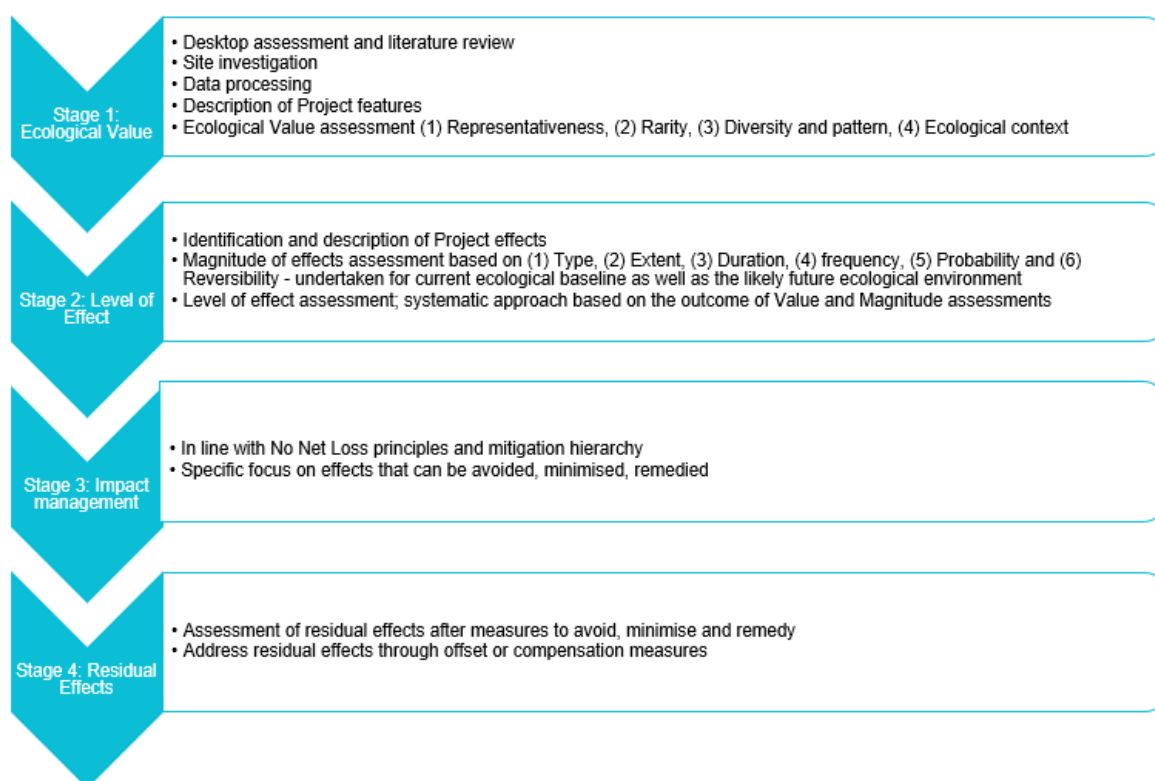 Stage 1:
Ecological Value
• Desktop assessment and literature review
• Site investigation
• Data processing
• Description of Project features
• Ecological Value assessment (1) Representativeness, (2) Rarity, (3) Diversity and pattern, (4) Ecological context
Stage 2: Level of
Effect
• Identification and description of Project effects
• Magnitude of effects assessment based on (1) Type, (2) Extent, (3) Duration, (4) frequency, (5) Probability and (6)
Reversibility - undertaken for current ecological baseline as well as the likely future ecological environment
• Level of effect assessment; systematic approach based on the outcome of Value and Magnitude assessments
Stage 3: Impact
management
• In line with No Net Loss principles and mitigation hierarchy
• Specific focus on effects that can be avoided, minimised, remedied
Stage 4: Residual
Effects
• Assessment of residual effects after measures to avoid, minimise and remedy
• Address residual effects through offset or compensation measures